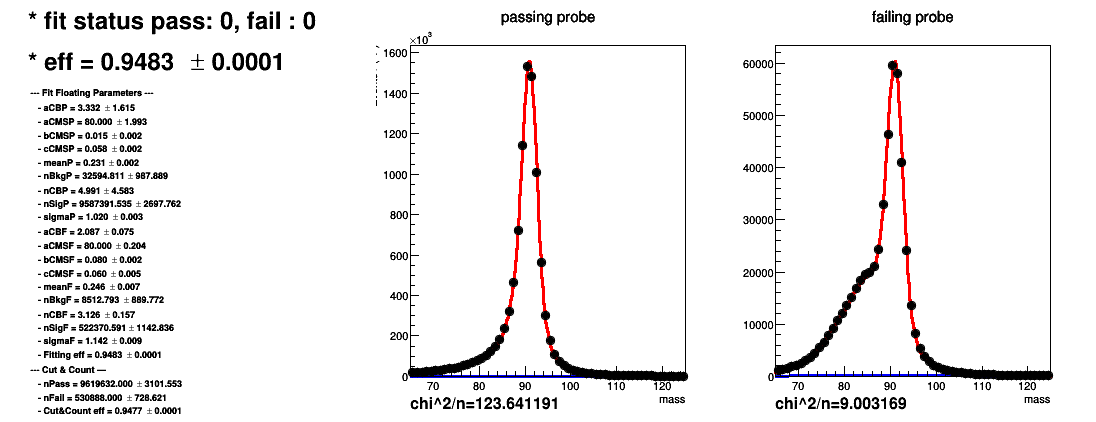 * fit status pass: 0, fail : 0
* eff = 0.9483 ± 0.0001
--- Fit Floating Parameters ---
- aCBP = 3.332 ± 1.615
- aCMSP = 80.000 ± 1.993
- bCMSP = 0.015 ± 0.002
- cCMSP = 0.058 ± 0.002
- meanP = 0.231 ± 0.002
- nBkgP = 32594.811 ± 987.889
- nCBP = 4.991 ± 4.583
- nSigP = 9587391.535 ± 2697.762
- sigmaP = 1.020 ± 0.003
- aCBF = 2.087 ± 0.075
- aCMSF = 80.000 ± 0.204
- bCMSF = 0.080 ± 0.002
- cCMSF = 0.060 ± 0.005
- meanF = 0.246 ± 0.007
- nBkgF = 8512.793 ± 889.772
- nCBF = 3.126 ± 0.157
- nSigF = 522370.591 ± 1142.836
- sigmaF = 1.142 ± 0.009
- Fitting eff = 0.9483 ± 0.0001
--- Cut & Count ---
- nPass = 9619632.000 ± 3101.553
- nFail = 530888.000 ± 728.621
- Cut&Count eff = 0.9477 ± 0.0001
passing probe
×10³
1600
1400
1200
1000
800
600
400
200
0
70 80 90 100 110 120
mass
chi^2/n=123.641191
failing probe
60000
50000
40000
30000
20000
10000
0
70 80 90 100 110 120
mass
chi^2/n=9.003169